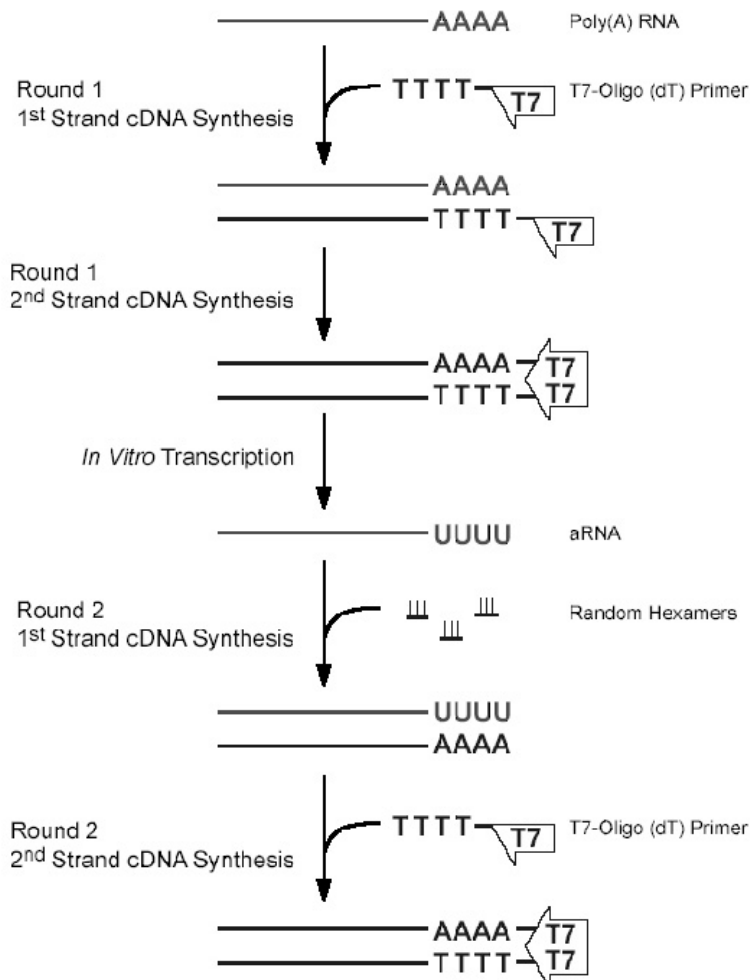 AAAA Poly(A) RNA
Round 1
1st Strand cDNA Synthesis
TTTT T7 T7-Oligo (dT) Primer
AAAA
TTTT T7
Round 1
2nd Strand cDNA Synthesis
AAAA T7
TTTT T7
In Vitro Transcription
UUUU aRNA
Round 2
1st Strand cDNA Synthesis
Random Hexamers
UUUU
AAAA
Round 2
2nd Strand cDNA Synthesis
TTTT T7 T7-Oligo (dT) Primer
AAAA T7
TTTT T7